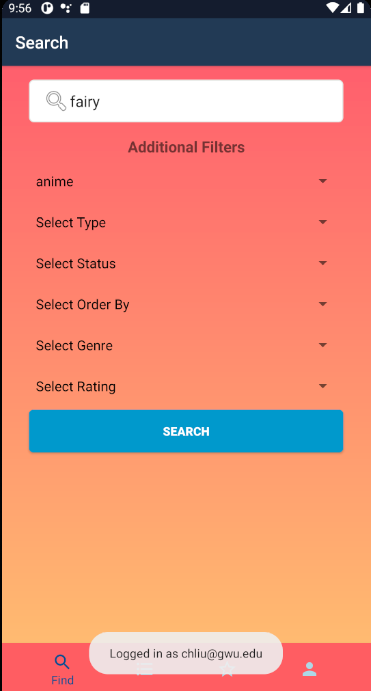 9:56
Search
fairy
Additional Filters
anime
Select Type
Select Status
Select Order By
Select Genre
Select Rating
SEARCH
Logged in as chliu@gwu.edu
Find